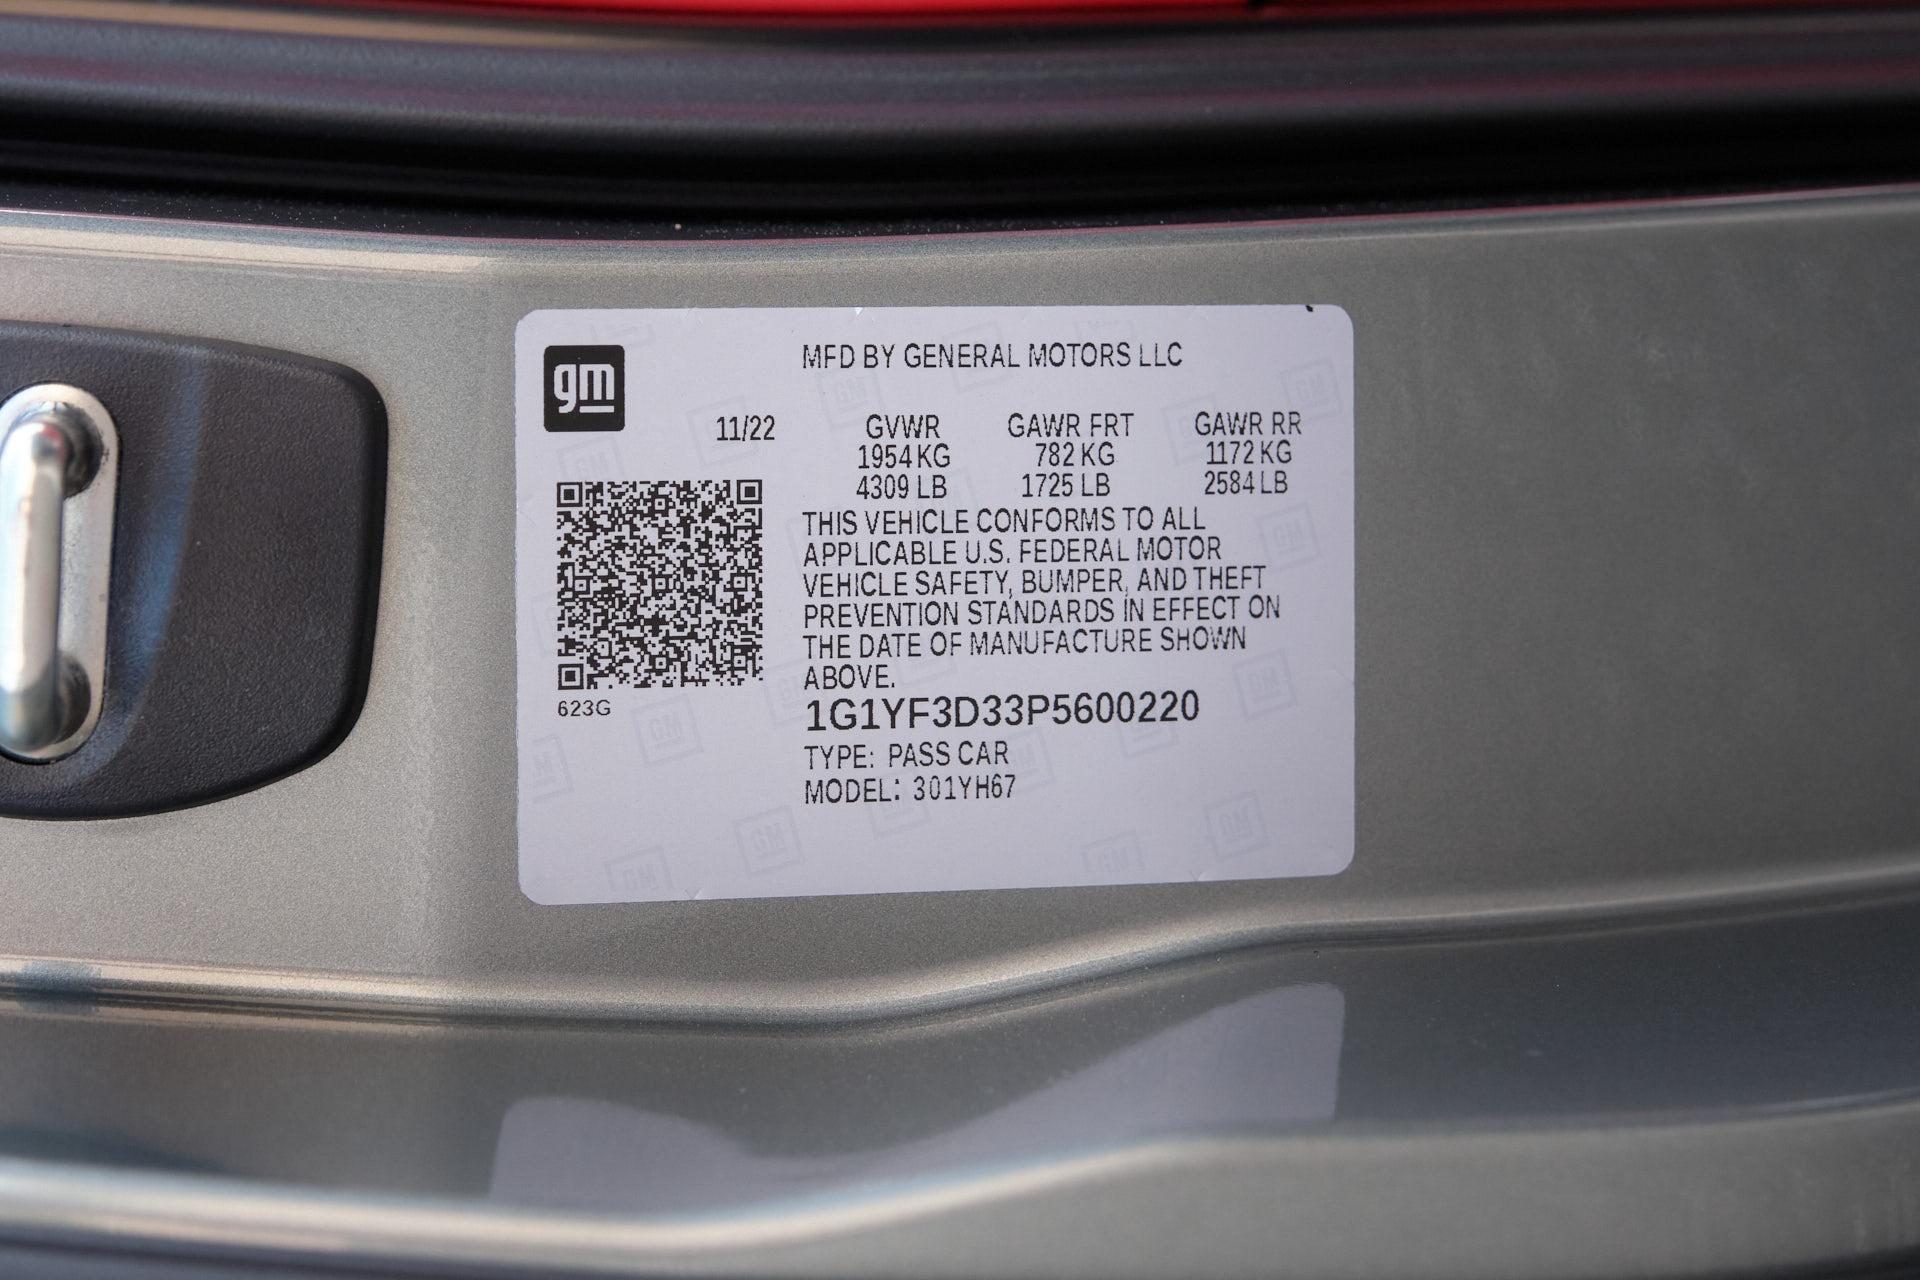 gm
MFD BY GENERAL MOTORS LLC
11/22 GVWR GAWR FRT GAWR RR
1954 KG 782 KG 1172 KG
4309 LB 1725 LB 2584 LB
THIS VEHICLE CONFORMS TO ALL
APPLICABLE U.S. FEDERAL MOTOR
VEHICLE SAFETY, BUMPER, AND THEFT
PREVENTION STANDARDS IN EFFECT ON
THE DATE OF MANUFACTURE SHOWN
ABOVE.
623G
1G1YF3D33P5600220
TYPE: PASS CAR
MODEL: 301YH67